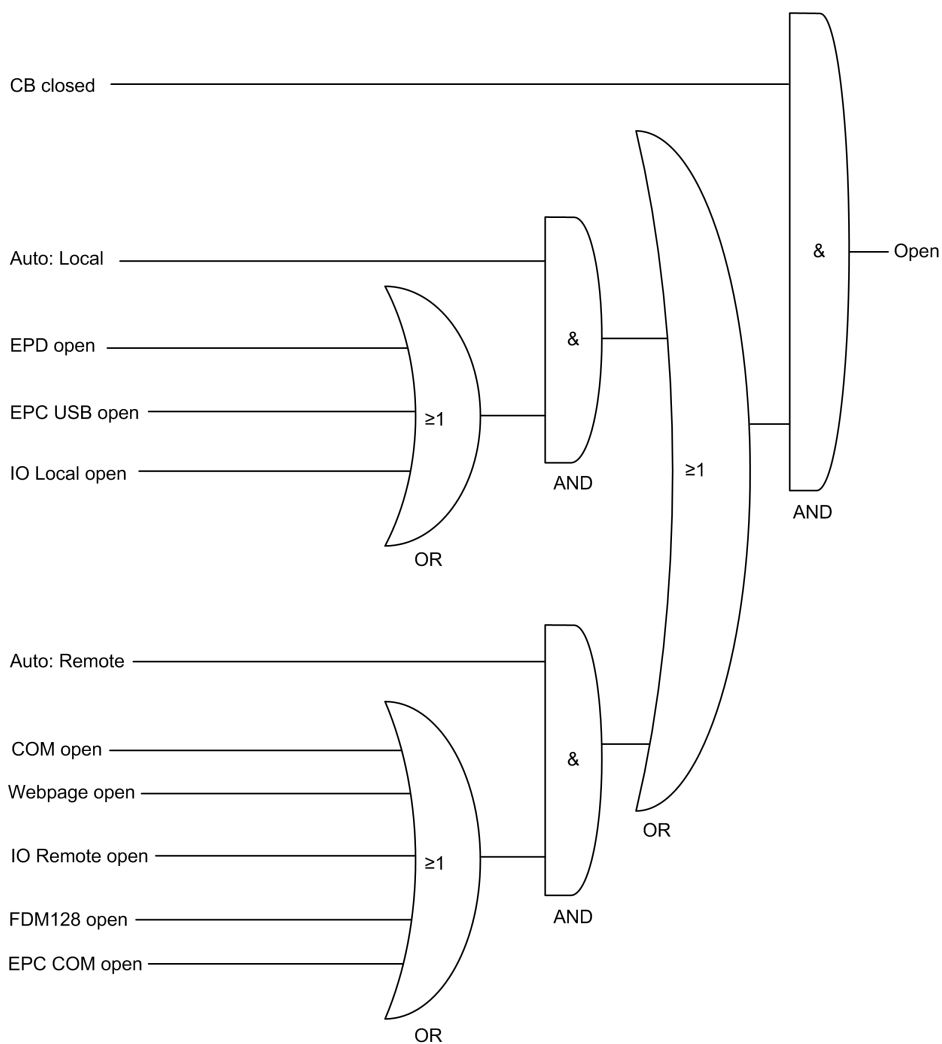 CB closed
&
Open
Auto: Local
EPD open
&
EPC USB open
≥1
IO Local open
≥1
AND
AND
OR
Auto: Remote
COM open
&
Webpage open
OR
IO Remote open
≥1
FDM128 open
AND
EPC COM open
OR